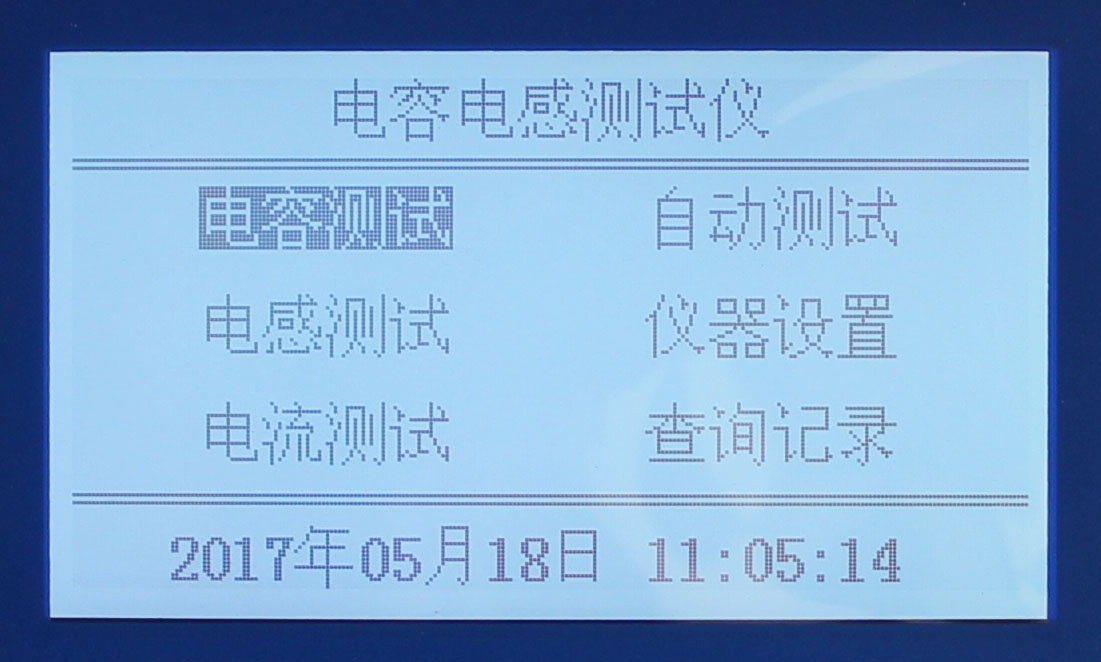 电容电感测试仪
电容测试 自动测试
电感测试 仪器设置
电流测试 查询记录
2017年05月18日 11:05:14